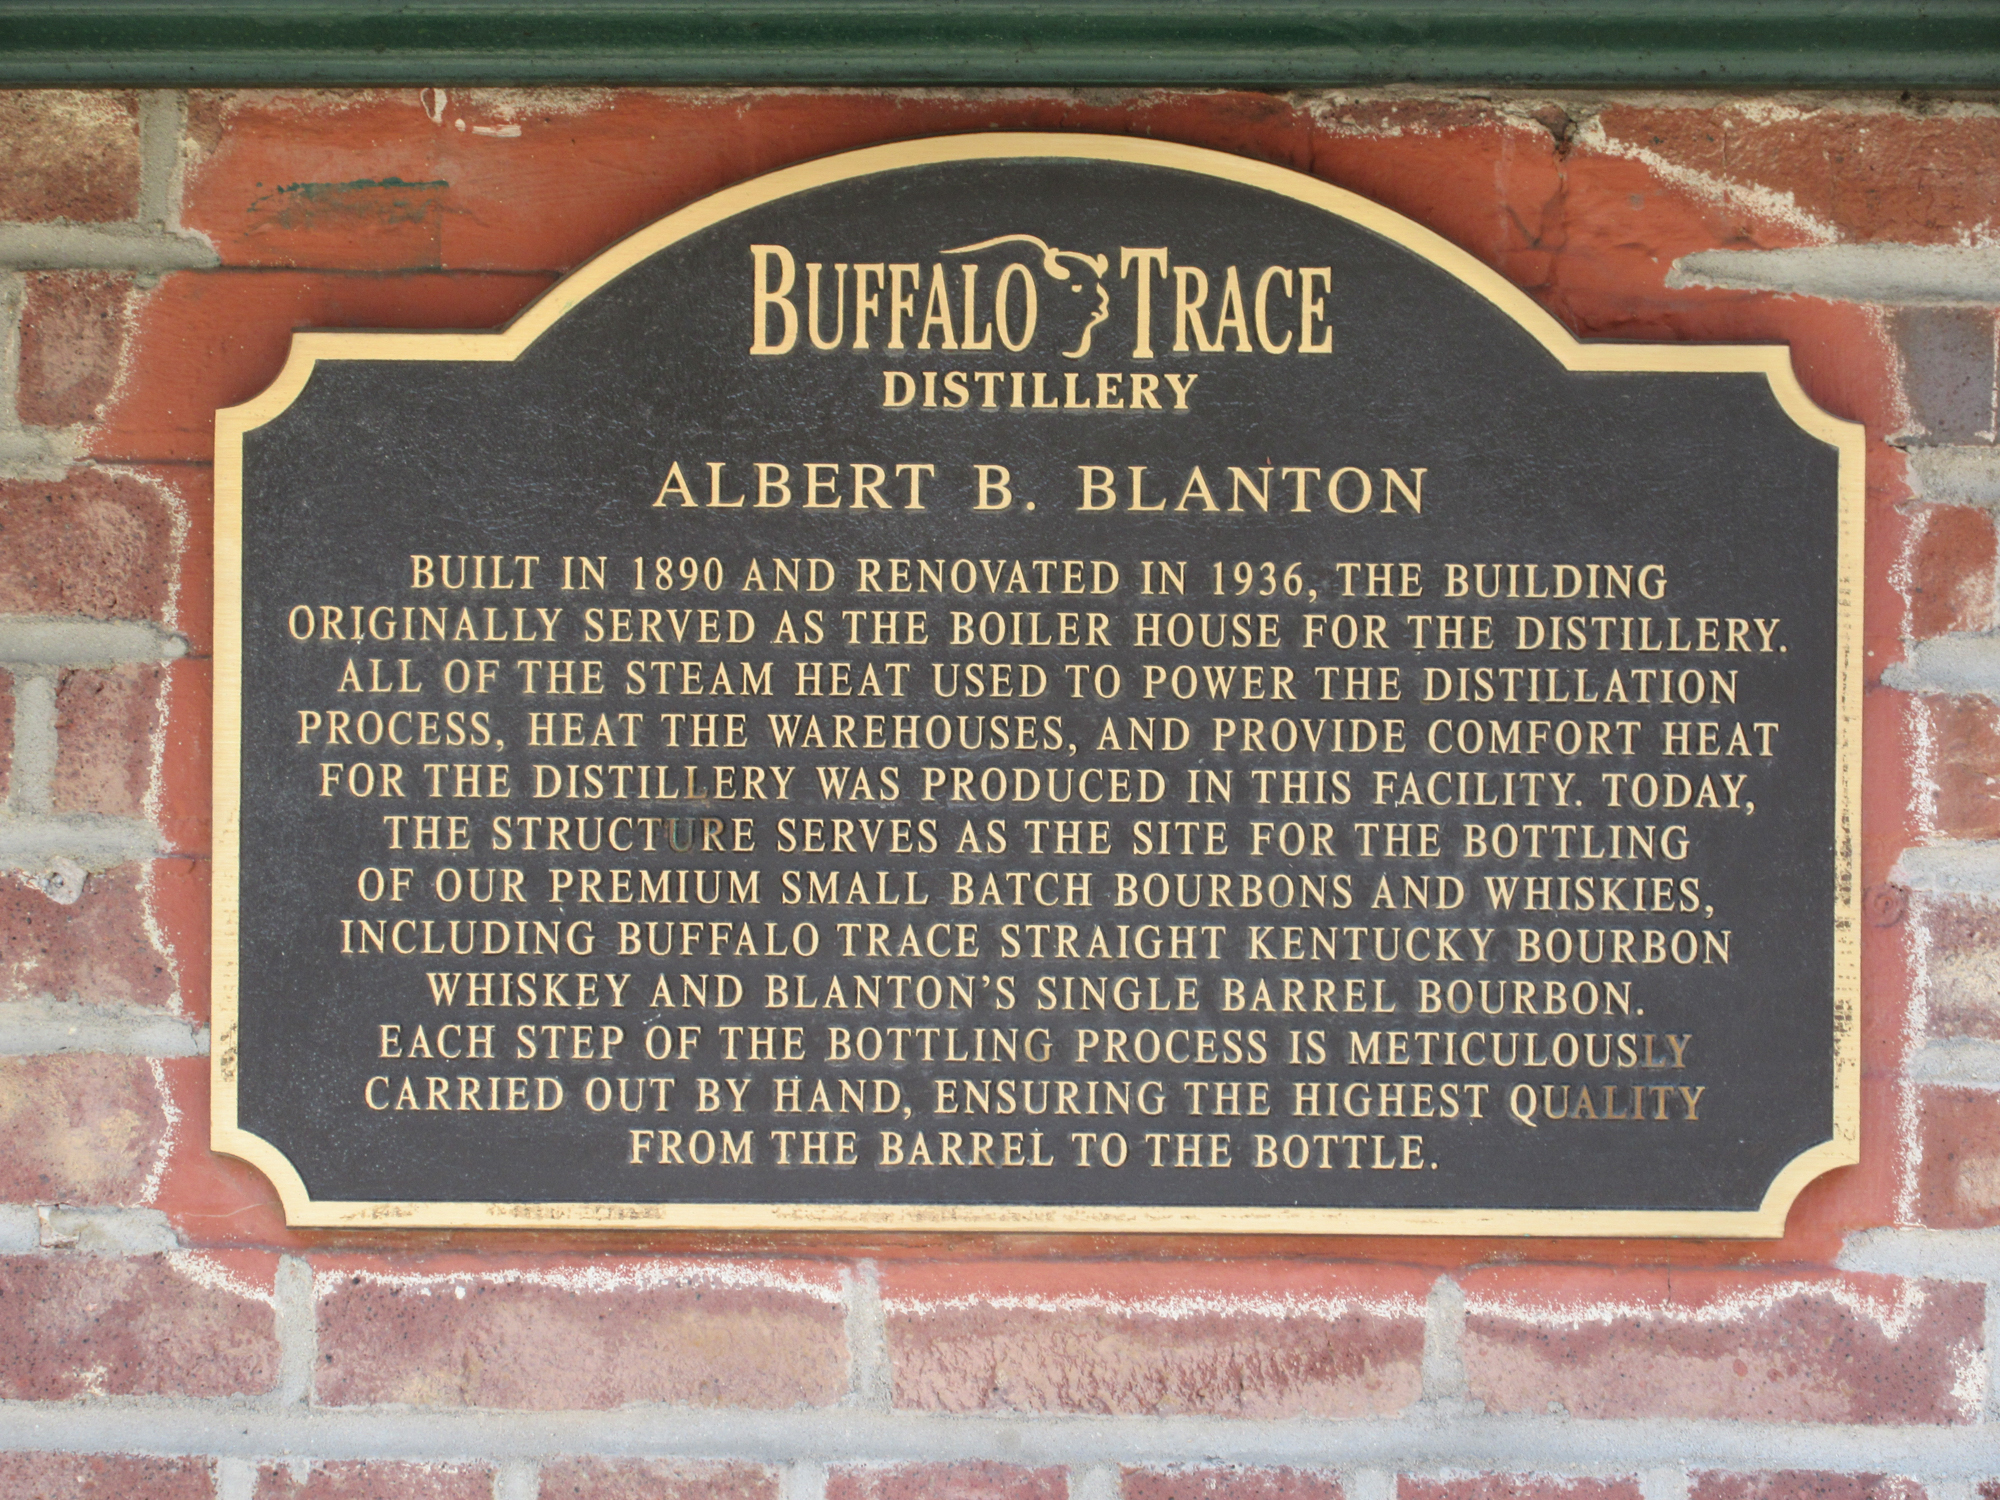 BUFFALO TRACE
DISTILLERY
ALBERT B. BLANTON
BUILT IN 1890 AND RENOVATED IN 1936, THE BUILDING
ORIGINALLY SERVED AS THE BOILER HOUSE FOR THE DISTILLERY.
ALL OF THE STEAM HEAT USED TO POWER THE DISTILLATION
PROCESS, HEAT THE WAREHOUSES, AND PROVIDE COMFORT HEAT
FOR THE DISTILLERY WAS PRODUCED IN THIS FACILITY. TODAY,
THE STRUCTURE SERVES AS THE SITE FOR THE BOTTLING
OF OUR PREMIUM SMALL BATCH BOURBONS AND WHISKIES,
INCLUDING BUFFALO TRACE STRAIGHT KENTUCKY BOURBON
WHISKEY AND BLANTON'S SINGLE BARREL BOURBON.
EACH STEP OF THE BOTTLING PROCESS IS METICULOUSLY
CARRIED OUT BY HAND, ENSURING THE HIGHEST QUALITY
FROM THE BARREL TO THE BOTTLE.